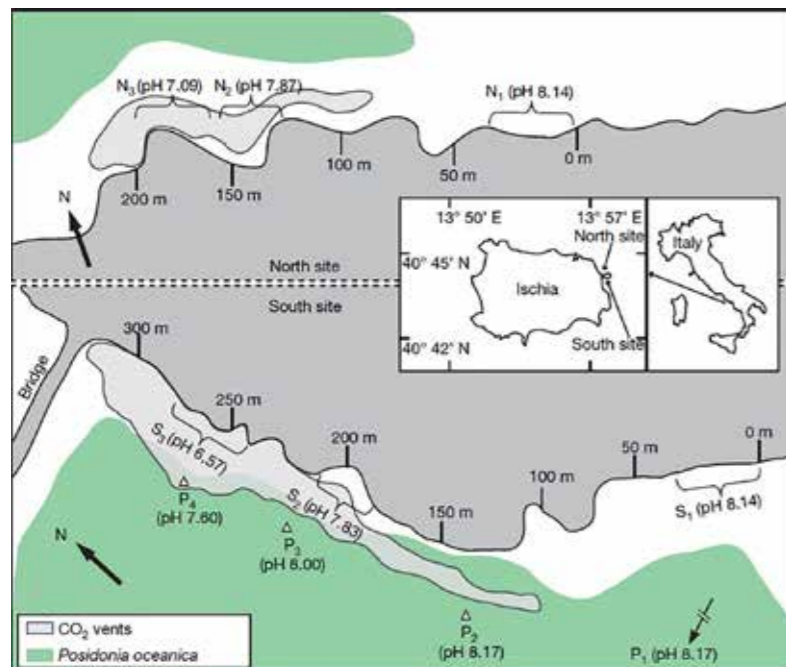 N₃ (pH 7.09)
N₂ (pH 7.87)
N₁ (pH 8.14)
200 m
150 m
100 m
50 m
0 m
N
North site
South site
13° 50' E
13° 57' E
40° 45' N
40° 42' N
Ischia
North site
South site
Italy
Bridge
300 m
250 m
200 m
150 m
100 m
50 m
0 m
S₃ (pH 6.57)
S₂ (pH 7.83)
S₁ (pH 8.14)
P₄
(pH 7.60)
P₃
(pH 8.00)
P₂
(pH 8.17)
P₁ (pH 8.17)
N
CO₂ vents
Posidonia oceanica